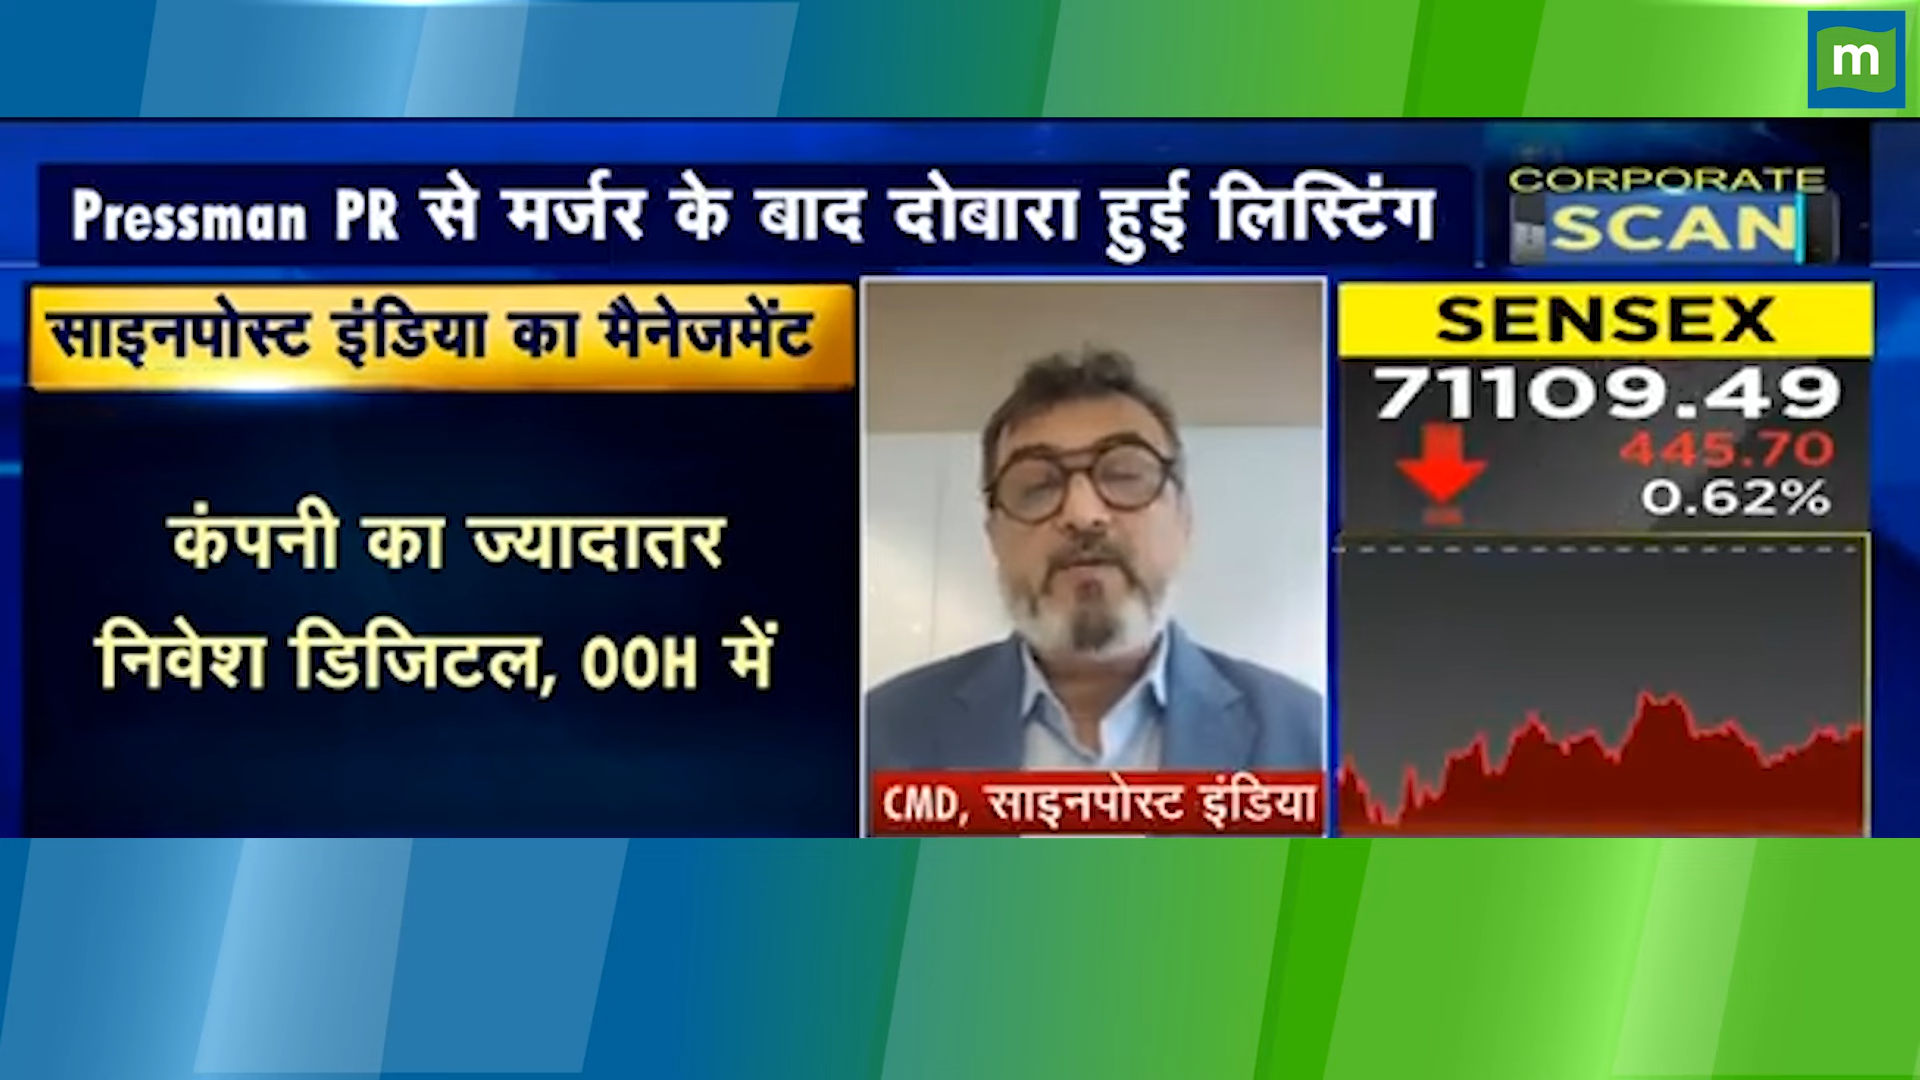 m
Pressman PR से मर्जर के बाद दोबारा हुई लिस्टिंग
CORPORATE
SCAN
साइनपोस्ट इंडिया का मैनेजमेंट
कंपनी का ज्यादातर
निवेश डिजिटल, OOH में
CMD, साइनपोस्ट इंडिया
SENSEX
71109.49
445.70
0.62%